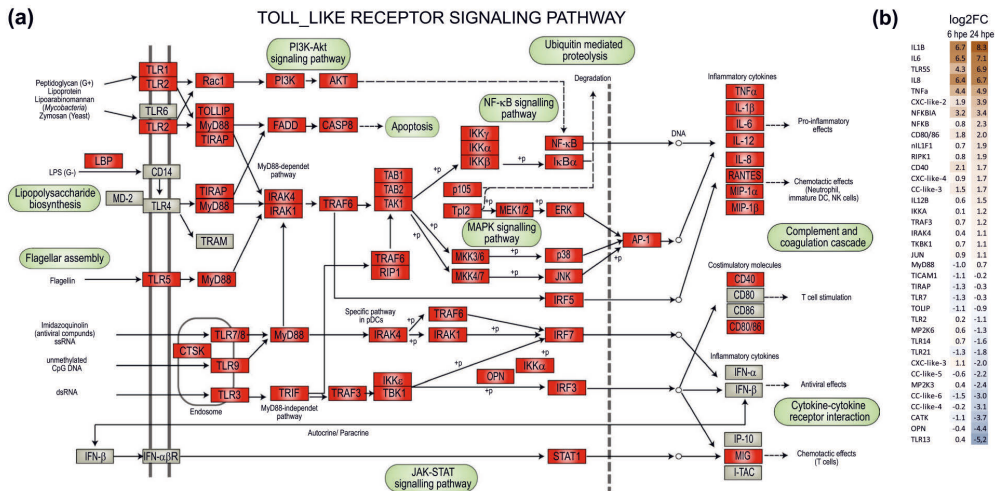 (a)
TOLL_LIKE RECEPTOR SIGNALING PATHWAY
PI3K-Akt
signaling pathway
Ubiquitin mediated
proteolysis
Peptidoglycan (G+)
Lipoprotein
Lipoarabinomannan
(Mycobacteria)
Zymosan (Yeast)
TLR1
TLR2
TLR6
TLR2
Rac1
PI3K
AKT
TOLLIP
MyD88
TIRAP
FADD
CASP8
Apoptosis
Degradation
NF-κB signalling
pathway
IKKγ
IKKα
IKKβ
+p
NF-κB
IκBα
DNA
Inflammatory cytokines
TNFα
IL-1β
IL-6
IL-12
IL-8
RANTES
MIP-1α
MIP-1β
Pro-inflammatory
effects
Chemotactic effects
(Neutrophil,
immature DC, NK cells)
LBP
LPS (G-)
CD14
MD-2
TLR4
Lipopolysaccharide
biosynthesis
MyD88-dependet
pathway
TIRAP
MyD88
TRAM
IRAK4
IRAK1
TRAF6
TAB1
TAB2
TAK1
+p
+p
+p
p105
Tpl2
+p
MEK1/2
+p
ERK
MAPK signalling
pathway
MKK3/6
+p
p38
MKK4/7
+p
JNK
+p
AP-1
Complement and
coagulation cascade
Flagellar assembly
Flagellin
TLR5
MyD88
TRAF6
RIP1
IRF5
Costimulatory molecules
CD40
CD80
CD86
CD80/86
T cell stimulation
Imidazoquinolin
(antiviral compunds)
ssRNA
unmethylated
CpG DNA
dsRNA
CTSK
TLR7/8
TLR9
TLR3
Endosome
MyD88
Specific pathway
in pDCs
IRAK4
+p
+p
TRAF6
IRAK1
+p
+p
IRF7
TRIF
MyD88-independet
pathway
TRAF3
IKKε
TBK1
+p
OPN
IKKα
+p
+p
IRF3
Inflammatory cytokines
IFN-α
IFN-β
Antiviral effects
Cytokine-cytokine
receptor interaction
Autocrine/ Paracrine
IFN-β
IFN-αβR
STAT1
JAK-STAT
signalling pathway
IP-10
MIG
I-TAC
Chemotactic effects
(T cells)
(b)
log2FC
6 hpe 24 hpe
IL1B 6.7 8.3
IL6 6.5 7.1
TLR5S 4.3 6.9
IL8 6.4 6.7
TNFa 4.4 4.9
CXC-like-2 1.9 3.9
NFKBIA 3.2 3.4
NFKB 0.8 2.3
CD80/86 1.8 2.0
nIL1F1 0.7 1.9
RIPK1 0.8 1.9
CD40 2.1 1.7
CXC-like-4 0.9 1.7
CC-like-3 1.5 1.7
IL12B 0.6 1.5
IKKA 0.1 1.2
TRAF3 0.7 1.2
IRAK4 0.4 1.1
TKBK1 0.7 1.1
JUN 0.9 1.1
MyD88 -1.0 0.7
TICAM1 -1.1 -0.2
TIRAP -1.3 -0.3
TLR7 -1.3 -0.3
TOLIP -1.1 -0.9
TLR2 0.2 -1.1
MP2K6 0.6 -1.3
TLR14 0.7 -1.6
TLR21 -1.3 -1.8
CXC-like-3 1.1 -2.0
CC-like-5 -0.6 -2.2
MP2K3 0.4 -2.4
CC-like-6 -1.5 -3.0
CC-like-4 -0.2 -3.1
CATK -1.1 -3.7
OPN -0.4 -4.4
TLR13 0.4 -5,2